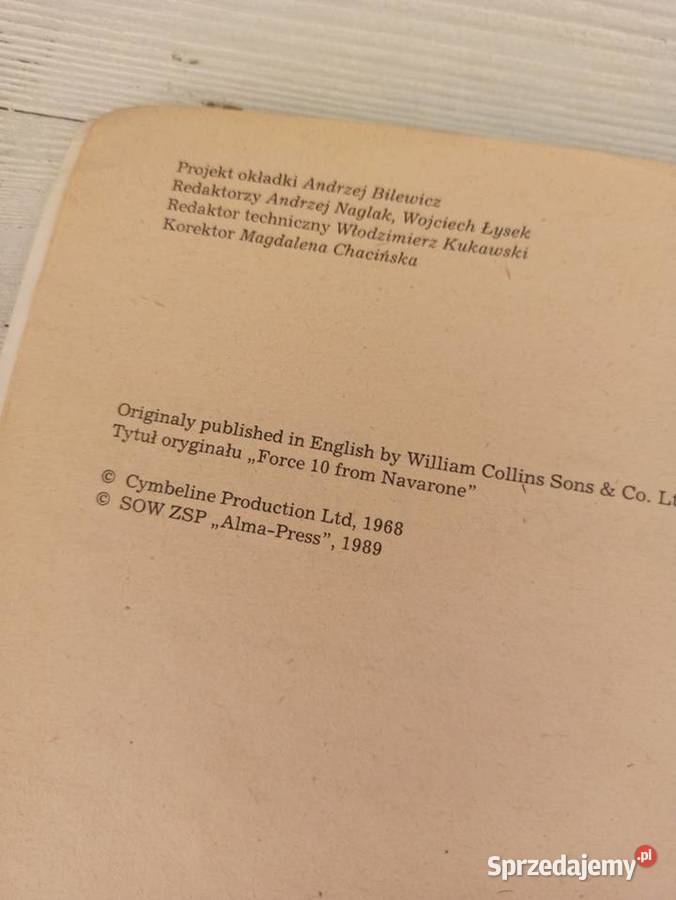 Projekt okładki Andrzej Bilewicz
Redaktorzy Andrzej Naglak, Wojciech Łysek
Redaktor techniczny Włodzimierz Kukawski
Korektor Magdalena Chacińska
Originaly published in English by William Collins Sons & Co. Lt
Tytuł oryginału „Force 10 from Navarone”
© Cymbeline Production Ltd, 1968
© SOW ZSP „Alma-Press”, 1989
Sprzedajemy.pl